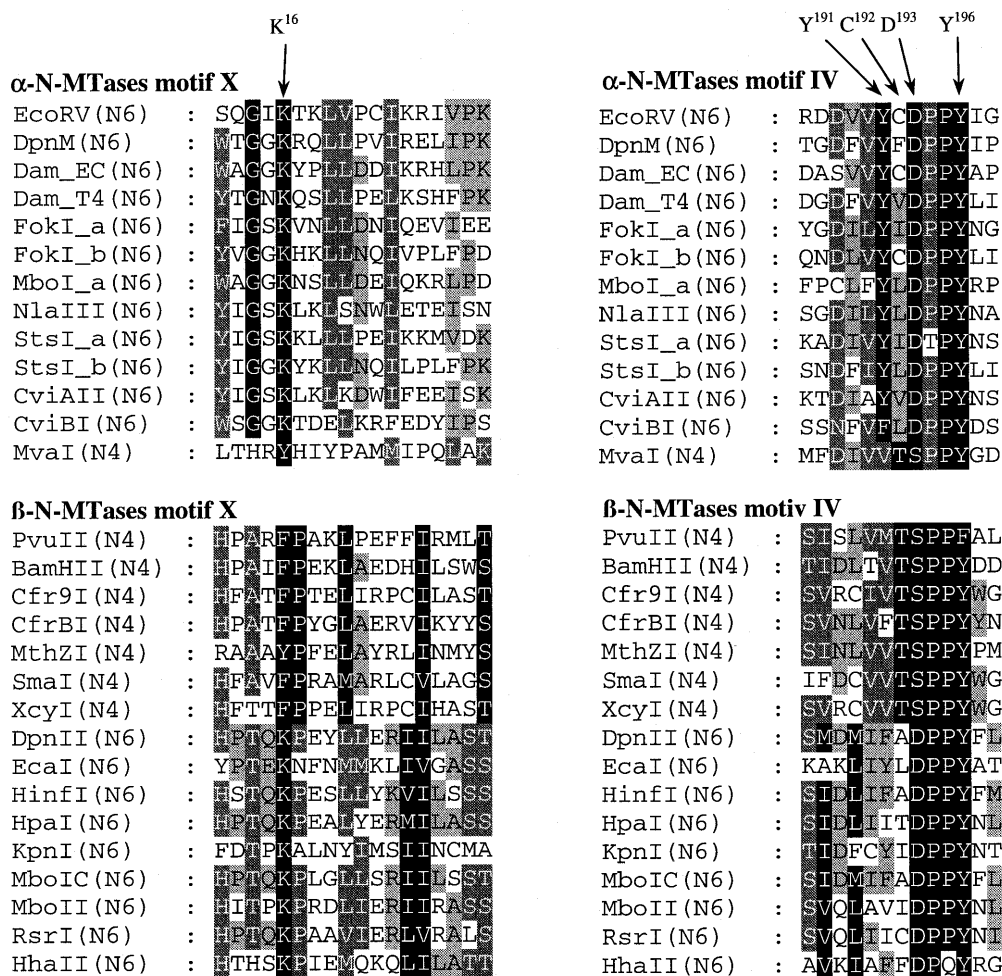 K16
α-N-MTases motif X
EcoRV(N6) : SQGIKTKLVPCIKRIVPK
DpnM(N6) : WTGGKRQLLPVIRELIPK
Dam_EC(N6) : WAGGKYPLLDDIKRHLPK
Dam_T4(N6) : YTGNKQSLLPELKSHFPK
FokI_a(N6) : FIGSKVNLLDNIQEVIEE
FokI_b(N6) : YVGGKHKLLNQIVPLFPD
MboI_a(N6) : WAGGKNSLLDEIQKRLPD
NlaIII(N6) : YIGSKLKLSNWLETEISN
StsI_a(N6) : YIGSKKLLLPEIKKMVDK
StsI_b(N6) : YIGGKYKLLNQILPLFPK
CviAII(N6) : YIGSKLKLKDWIFEEISK
CviBI(N6) : WSGGKTDELKRFEDYIPS
MvaI(N4) : LTHRYHIYPAMMIPQLAK
ß-N-MTases motif X
PvuII(N4) : HPARFPAKLPEFFIRMLT
BamHII(N4) : HPAIFPEKLAEDHILSWS
Cfr9I(N4) : HFATFPTELIRPCILAST
CfrBI(N4) : HPATFPYGLAERVIKYYS
MthZI(N4) : RAAAYPFELAYRLINMYS
SmaI(N4) : HFAVFPRAMARLCVLAGS
XcyI(N4) : HFTTFPPELIRPCIHAST
DpnII(N6) : HPTQKPEYLLERIILAST
EcaI(N6) : YPTEKNFNMMKLIVGASS
HinfI(N6) : HSTQKPESLLYKVILSSS
HpaI(N6) : HPTQKPEALYERMILASS
KpnI(N6) : FDTPKALNYIMSIINCMA
MboIC(N6) : HPTQKPLGLLSRIILSST
MboII(N6) : HITPKPRDLIERIIRASS
RsrI(N6) : HPTQKPAAVIERLVRALS
HhaII(N6) : HTHSKPIEMQKQLILATT
Y191 C192 D193 Y196
α-N-MTases motif IV
EcoRV(N6) : RDDVVYCDPPYIG
DpnM(N6) : TGDFVYFDPPYIP
Dam_EC(N6) : DASVVYCDPPYAP
Dam_T4(N6) : DGDFVYVDPPYLI
FokI_a(N6) : YGDILYIDPPYNG
FokI_b(N6) : QNDLVYCDPPYLI
MboI_a(N6) : FPCLFYLDPPYRP
NlaIII(N6) : SGDILYLDPPYNA
StsI_a(N6) : KADIVYIDTPYNS
StsI_b(N6) : SNDFIYLDPPYLI
CviAII(N6) : KTDIAYVDPPYNS
CviBI(N6) : SSNFVFLDPPYDS
MvaI(N4) : MFDIVVTSPPYGD
ß-N-MTases motiv IV
PvuII(N4) : SISLVMTSPPFAL
BamHII(N4) : TIDLTVTSPPYDD
Cfr9I(N4) : SVRCIVTSPPYWG
CfrBI(N4) : SVNLVFTSPPYYN
MthZI(N4) : SINLVVTSPPYPM
SmaI(N4) : IFDCVVTSPPYWG
XcyI(N4) : SVRCVVTSPPYWG
DpnII(N6) : SMDMIFADPPYFL
EcaI(N6) : KAKLIYLDPPYAT
HinfI(N6) : SIDLIFADPPYFM
HpaI(N6) : SIDLIITDPPYNL
KpnI(N6) : TIDFCYIDPPYNT
MboIC(N6) : SIDMIFADPPYFL
MboII(N6) : SVQLAVIDPPYNL
RsrI(N6) : SVQLIICDPPYNI
HhaII(N6) : AVKIAFFDPQYRG